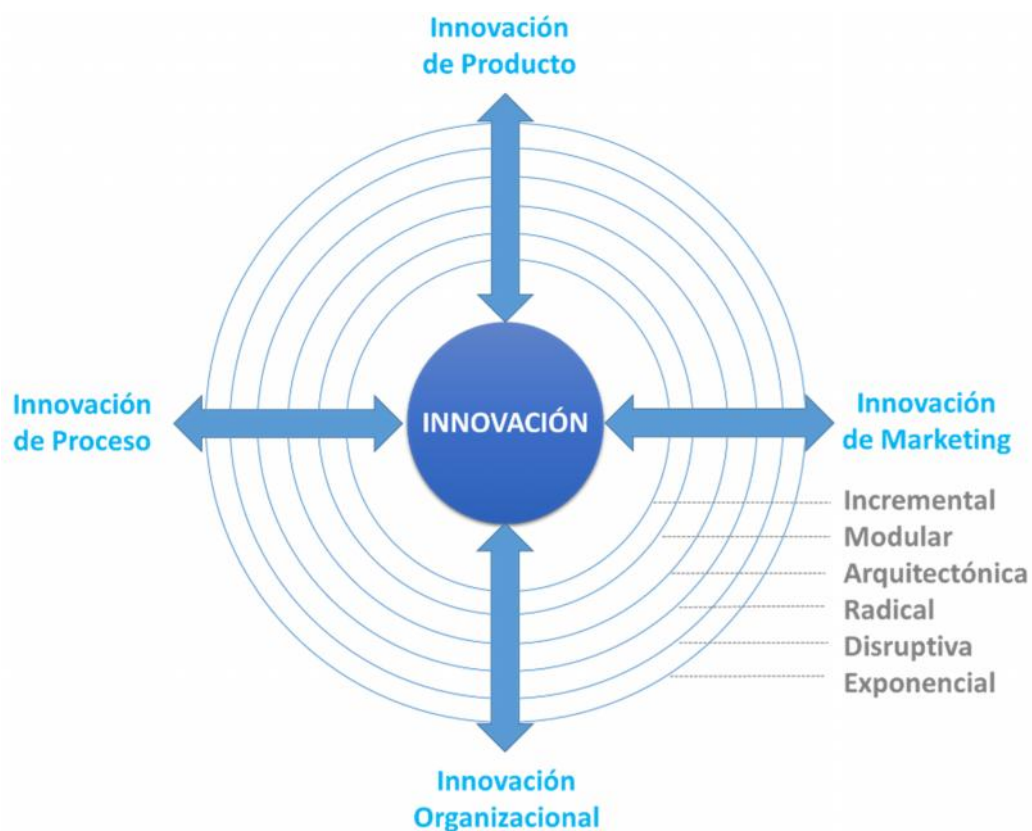 Innovación
de Producto
Innovación
de Proceso
INNOVACIÓN
Innovación
de Marketing
Incremental
Modular
Arquitectónica
Radical
Disruptiva
Exponencial
Innovación
Organizacional